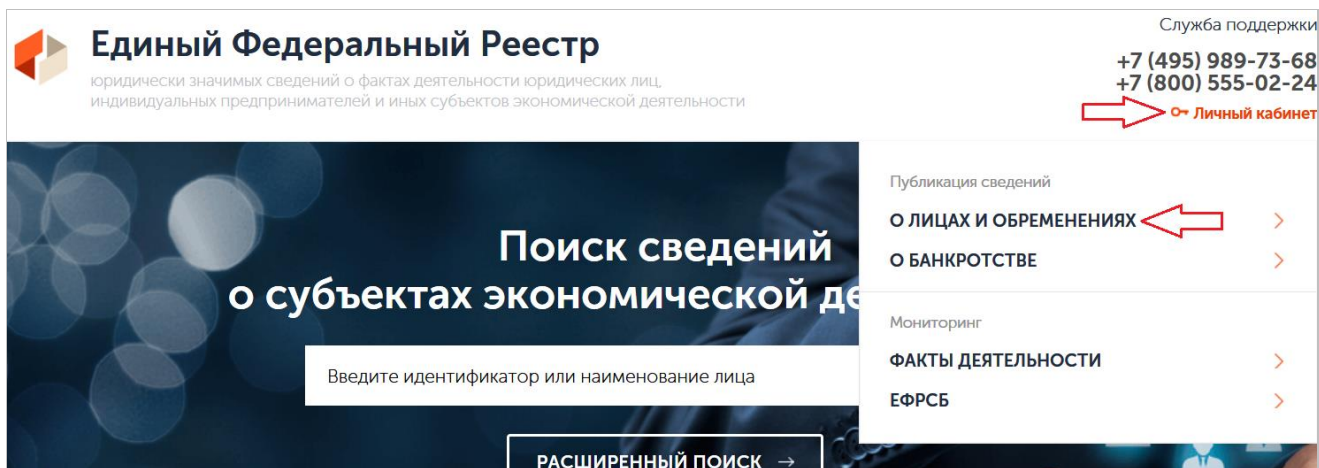 Единый Федеральный Реестр
юридически значимых сведений о фактах деятельности юридических лиц,
индивидуальных предпринимателей и иных субъектов экономической деятельности
Служба поддержки
+7 (495) 989-73-68
+7 (800) 555-02-24
Личный кабинет
Публикация сведений
О ЛИЦАХ И ОБРЕМЕНЕНИЯХ
О БАНКРОТСТВЕ
Мониторинг
ФАКТЫ ДЕЯТЕЛЬНОСТИ
ЕФРСБ
Поиск сведений
о субъектах экономической де
Введите идентификатор или наименование лица
РАСШИРЕННЫЙ ПОИСК →